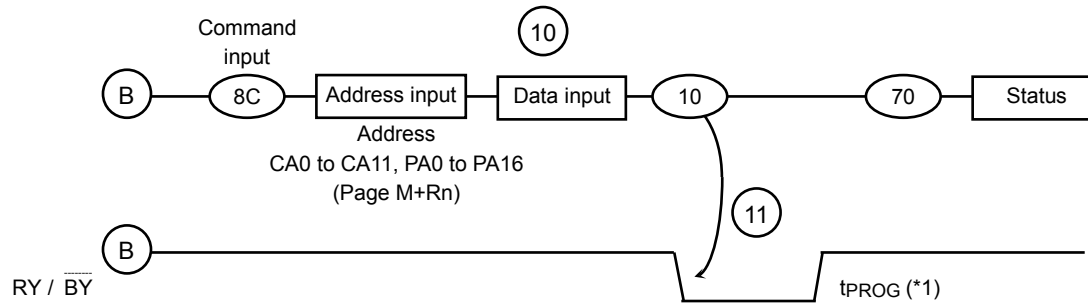 10
Command
input
B 8C Address input Data input 10 70 Status
Address
CA0 to CA11, PA0 to PA16
(Page M+Rn)
11
B
RY / BY tPROG (*1)